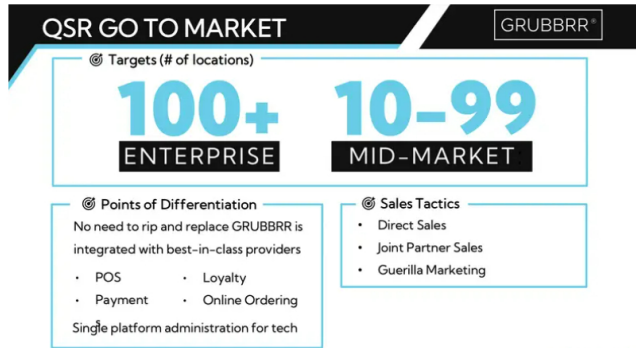 QSR GO TO MARKET
GRUBBRR®
Targets (# of locations)
100+
ENTERPRISE
10-99
MID-MARKET
Points of Differentiation
No need to rip and replace GRUBBRR is
integrated with best-in-class providers
• POS
• Loyalty
• Payment
• Online Ordering
Single platform administration for tech
Sales Tactics
• Direct Sales
• Joint Partner Sales
• Guerilla Marketing